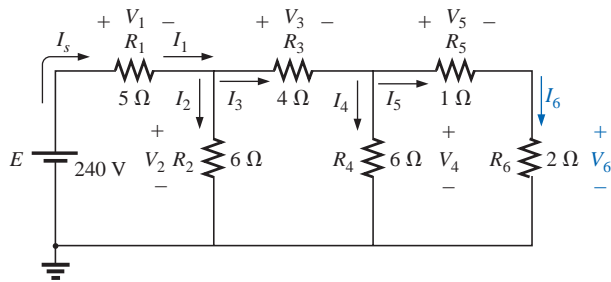 + V1 – + V3 – + V5 –
Is R1 I1 R3 R5
5 Ω I2 I3 4 Ω I4 I5 1 Ω I6
+ + +
E 240 V V2 R2 6 Ω R4 6 Ω V4 R6 2 Ω V6
– – –